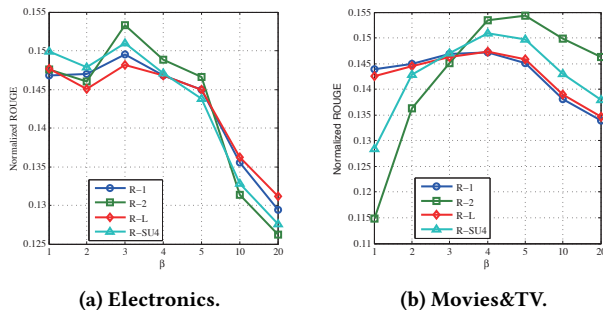 0.155
0.15
0.145
0.14
0.135
0.13
0.125
Normalized ROUGE
R−1
R−2
R−L
R−SU4
1 2 3 4 5 10 20
β
(a) Electronics.
0.155
0.15
0.145
0.14
0.135
0.13
0.125
0.12
0.115
0.11
Normalized ROUGE
R−1
R−2
R−L
R−SU4
1 2 3 4 5 10 20
β
(b) Movies&TV.